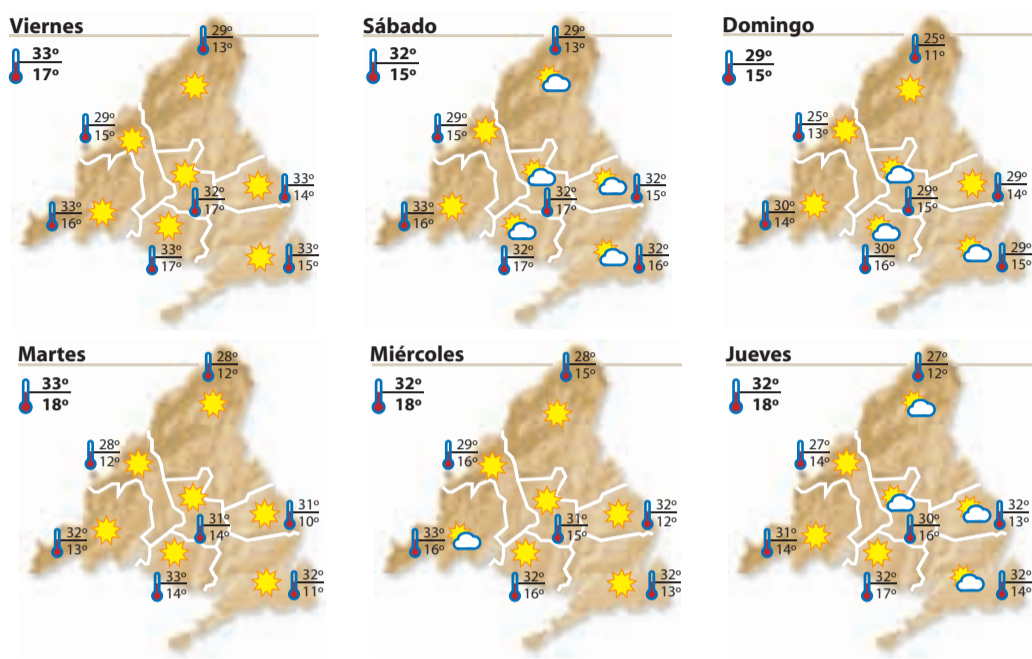 Viernes
33º
17º
29º
13º
29º
15º
33º
14º
32º
17º
33º
16º
33º
17º
33º
15º
Sábado
32º
15º
29º
13º
29º
15º
32º
15º
32º
17º
33º
16º
32º
17º
32º
16º
Domingo
29º
15º
25º
11º
25º
13º
29º
14º
29º
15º
30º
14º
30º
16º
29º
15º
Martes
33º
18º
28º
12º
28º
12º
31º
10º
31º
14º
32º
13º
33º
14º
32º
11º
Miércoles
32º
18º
28º
15º
29º
16º
32º
12º
31º
15º
33º
16º
32º
16º
32º
13º
Jueves
32º
18º
27º
12º
27º
14º
32º
13º
30º
16º
31º
14º
32º
17º
32º
14º